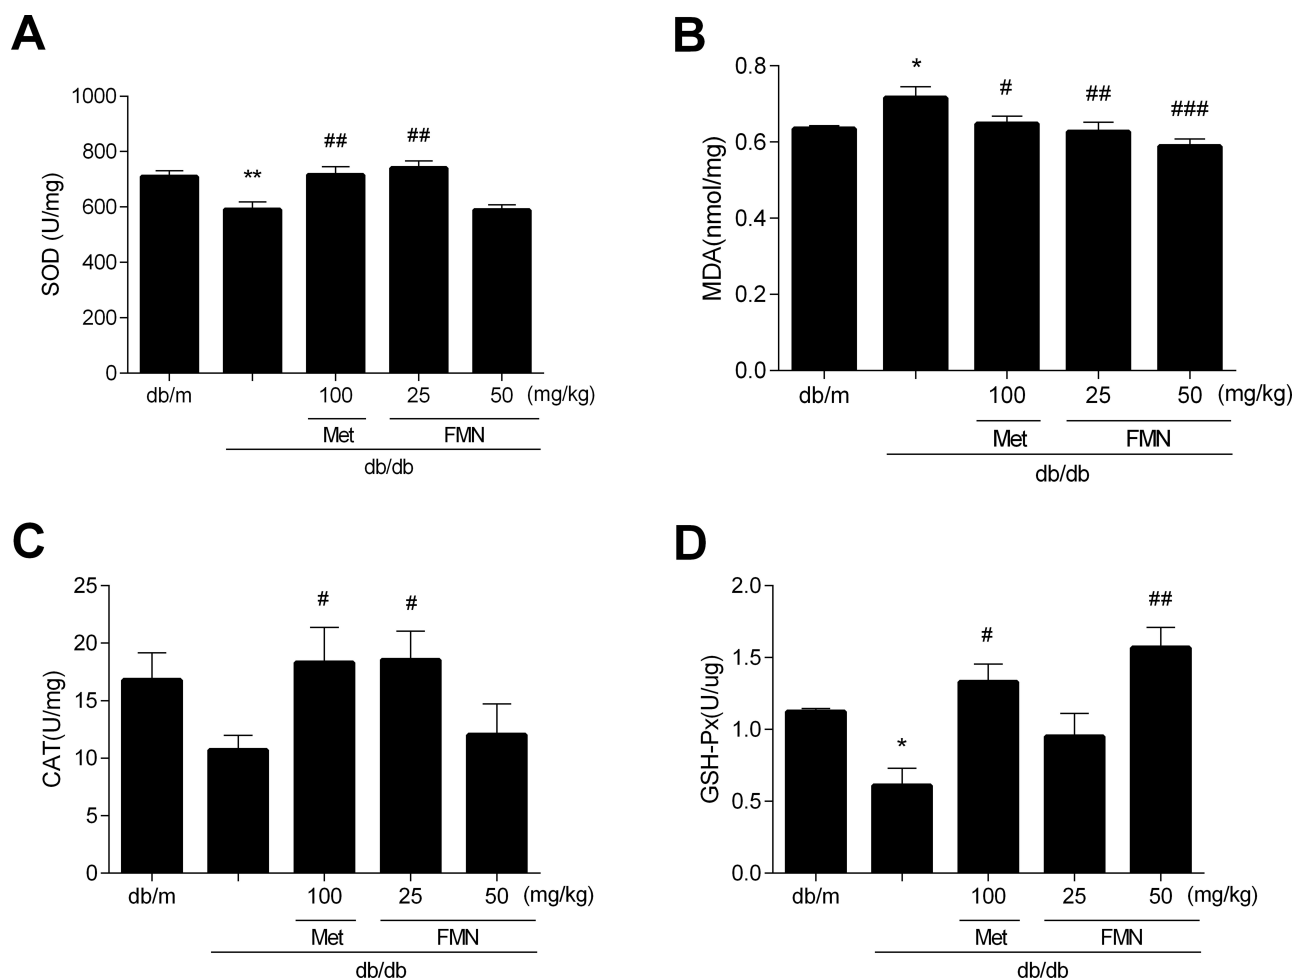 A
SOD (U/mg)
1000
800
600
400
200
0
**
##
##
db/m
100
25
50
(mg/kg)
Met
FMN
db/db
B
MDA(nmol/mg)
0.8
0.6
0.4
0.2
0.0
*
#
##
###
db/m
100
25
50
(mg/kg)
Met
FMN
db/db
C
CAT(U/mg)
25
20
15
10
5
0
#
#
db/m
100
25
50
(mg/kg)
Met
FMN
db/db
D
GSH-Px(U/ug)
2.0
1.5
1.0
0.5
0.0
*
#
##
db/m
100
25
50
(mg/kg)
Met
FMN
db/db